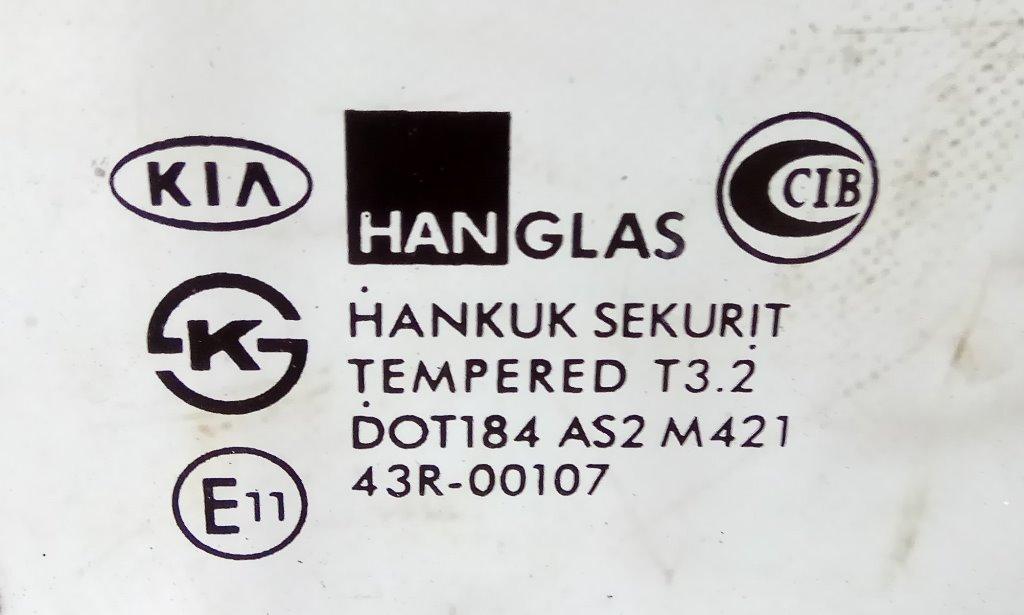 KIA
HANGLAS
CIB
K
HANKUK SEKURIT
TEMPERED T3.2
DOT184 AS2 M421
43R-00107
E11